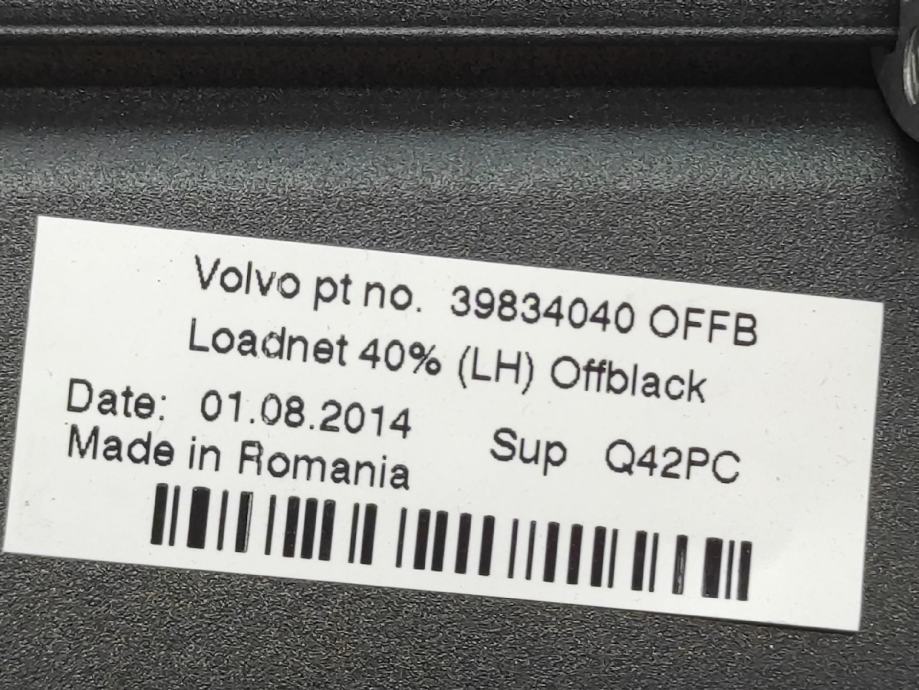 Volvo pt no. 39834040 OFFB
Loadnet 40% (LH) Offblack
Date: 01.08.2014
Made in Romania
Sup Q42PC